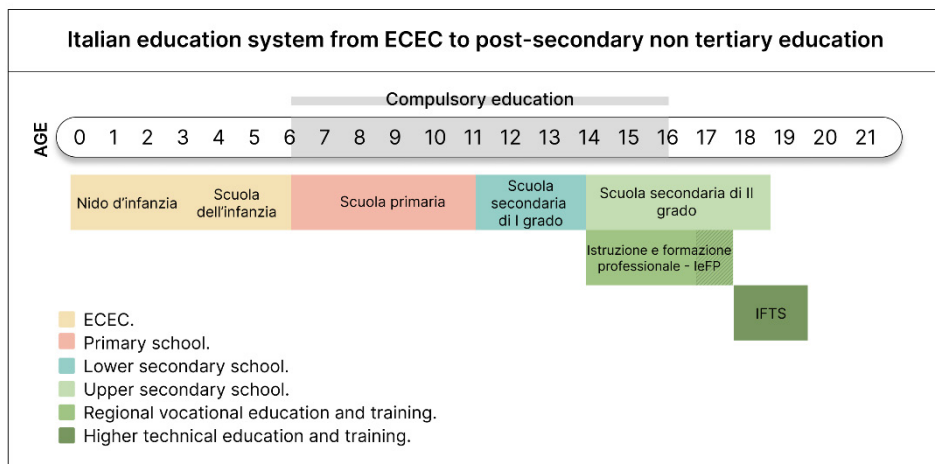 Italian education system from ECEC to post-secondary non tertiary education
Compulsory education
AGE
0 1 2 3 4 5 6 7 8 9 10 11 12 13 14 15 16 17 18 19 20 21
Nido d'infanzia
Scuola
dell'infanzia
Scuola primaria
Scuola
secondaria
di I grado
Scuola secondaria di II
grado
Istruzione e formazione
professionale - IeFP
IFTS
ECEC.
Primary school.
Lower secondary school.
Upper secondary school.
Regional vocational education and training.
Higher technical education and training.